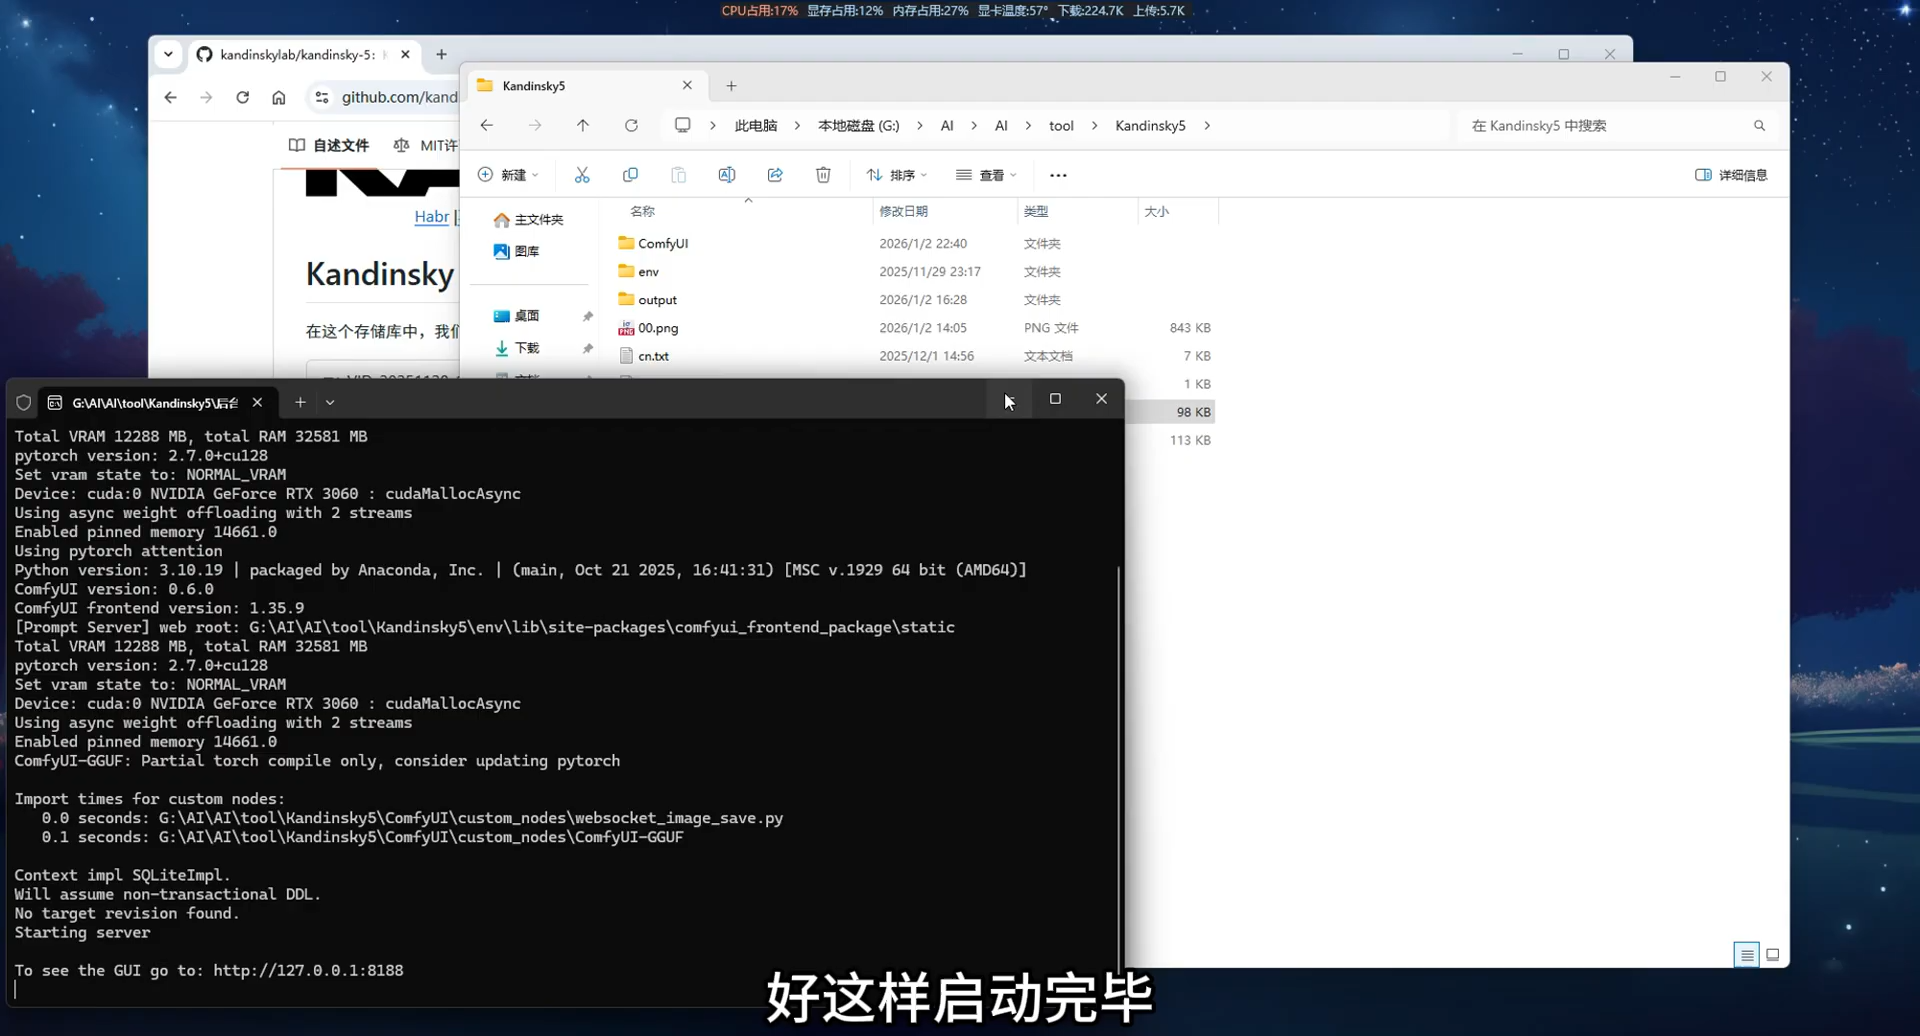 CPU占用:17% 显存占用:12% 内存占用:27% 显卡温度:57° 下载:224.7K 上传:5.7K
kandinskylab/kandinsky-5:
github.com/kand
自述文件 MIT许
Habr |
Kandinsky
在这个存储库中，我们
Kandinsky5
此电脑 > 本地磁盘 (G:) > AI > AI > tool > Kandinsky5 >
在 Kandinsky5 中搜索
新建 排序 查看 ··· 详细信息
主文件夹
图库
桌面
下载
名称 修改日期 类型 大小
ComfyUI 2026/1/2 22:40 文件夹
env 2025/11/29 23:17 文件夹
output 2026/1/2 16:28 文件夹
00.png 2026/1/2 14:05 PNG 文件 843 KB
cn.txt 2025/12/1 14:56 文本文档 7 KB
1 KB
98 KB
113 KB
G:\AI\AI\tool\Kandinsky5\后台
Total VRAM 12288 MB, total RAM 32581 MB
pytorch version: 2.7.0+cu128
Set vram state to: NORMAL_VRAM
Device: cuda:0 NVIDIA GeForce RTX 3060 : cudaMallocAsync
Using async weight offloading with 2 streams
Enabled pinned memory 14661.0
Using pytorch attention
Python version: 3.10.19 | packaged by Anaconda, Inc. | (main, Oct 21 2025, 16:41:31) [MSC v.1929 64 bit (AMD64)]
ComfyUI version: 0.6.0
ComfyUI frontend version: 1.35.9
[Prompt Server] web root: G:\AI\AI\tool\Kandinsky5\env\lib\site-packages\comfyui_frontend_package\static
Total VRAM 12288 MB, total RAM 32581 MB
pytorch version: 2.7.0+cu128
Set vram state to: NORMAL_VRAM
Device: cuda:0 NVIDIA GeForce RTX 3060 : cudaMallocAsync
Using async weight offloading with 2 streams
Enabled pinned memory 14661.0
ComfyUI-GGUF: Partial torch compile only, consider updating pytorch
Import times for custom nodes:
0.0 seconds: G:\AI\AI\tool\Kandinsky5\ComfyUI\custom_nodes\websocket_image_save.py
0.1 seconds: G:\AI\AI\tool\Kandinsky5\ComfyUI\custom_nodes\ComfyUI-GGUF
Context impl SQLiteImpl.
Will assume non-transactional DDL.
No target revision found.
Starting server
To see the GUI go to: http://127.0.0.1:8188
好这样启动完毕